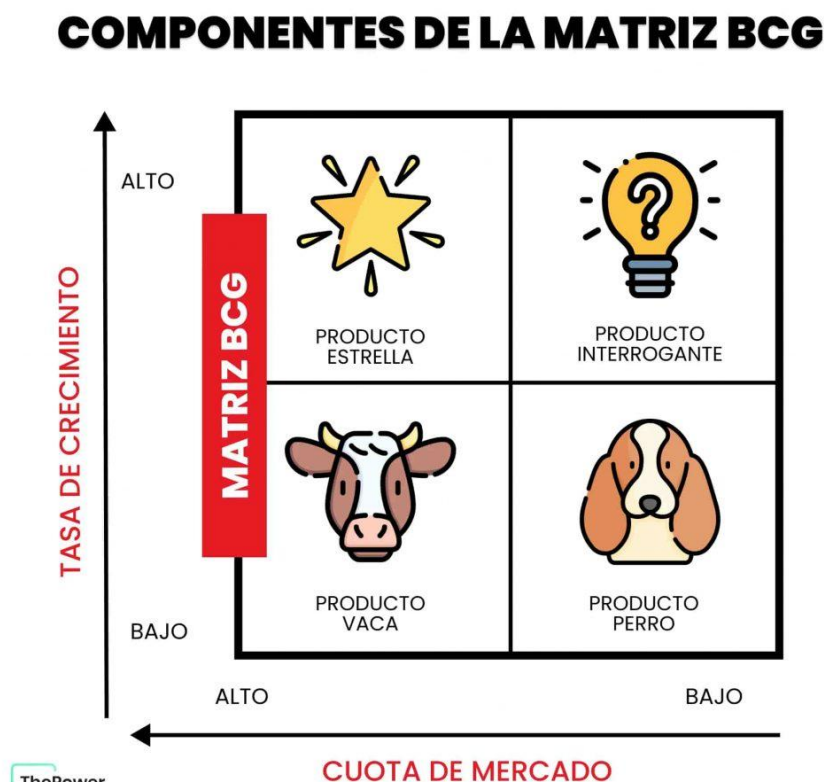 COMPONENTES DE LA MATRIZ BCG
ALTO
TASA DE CRECIMIENTO
MATRIZ BCG
PRODUCTO
ESTRELLA
?
PRODUCTO
INTERROGANTE
PRODUCTO
VACA
PRODUCTO
PERRO
BAJO
ALTO
BAJO
CUOTA DE MERCADO
ThePower